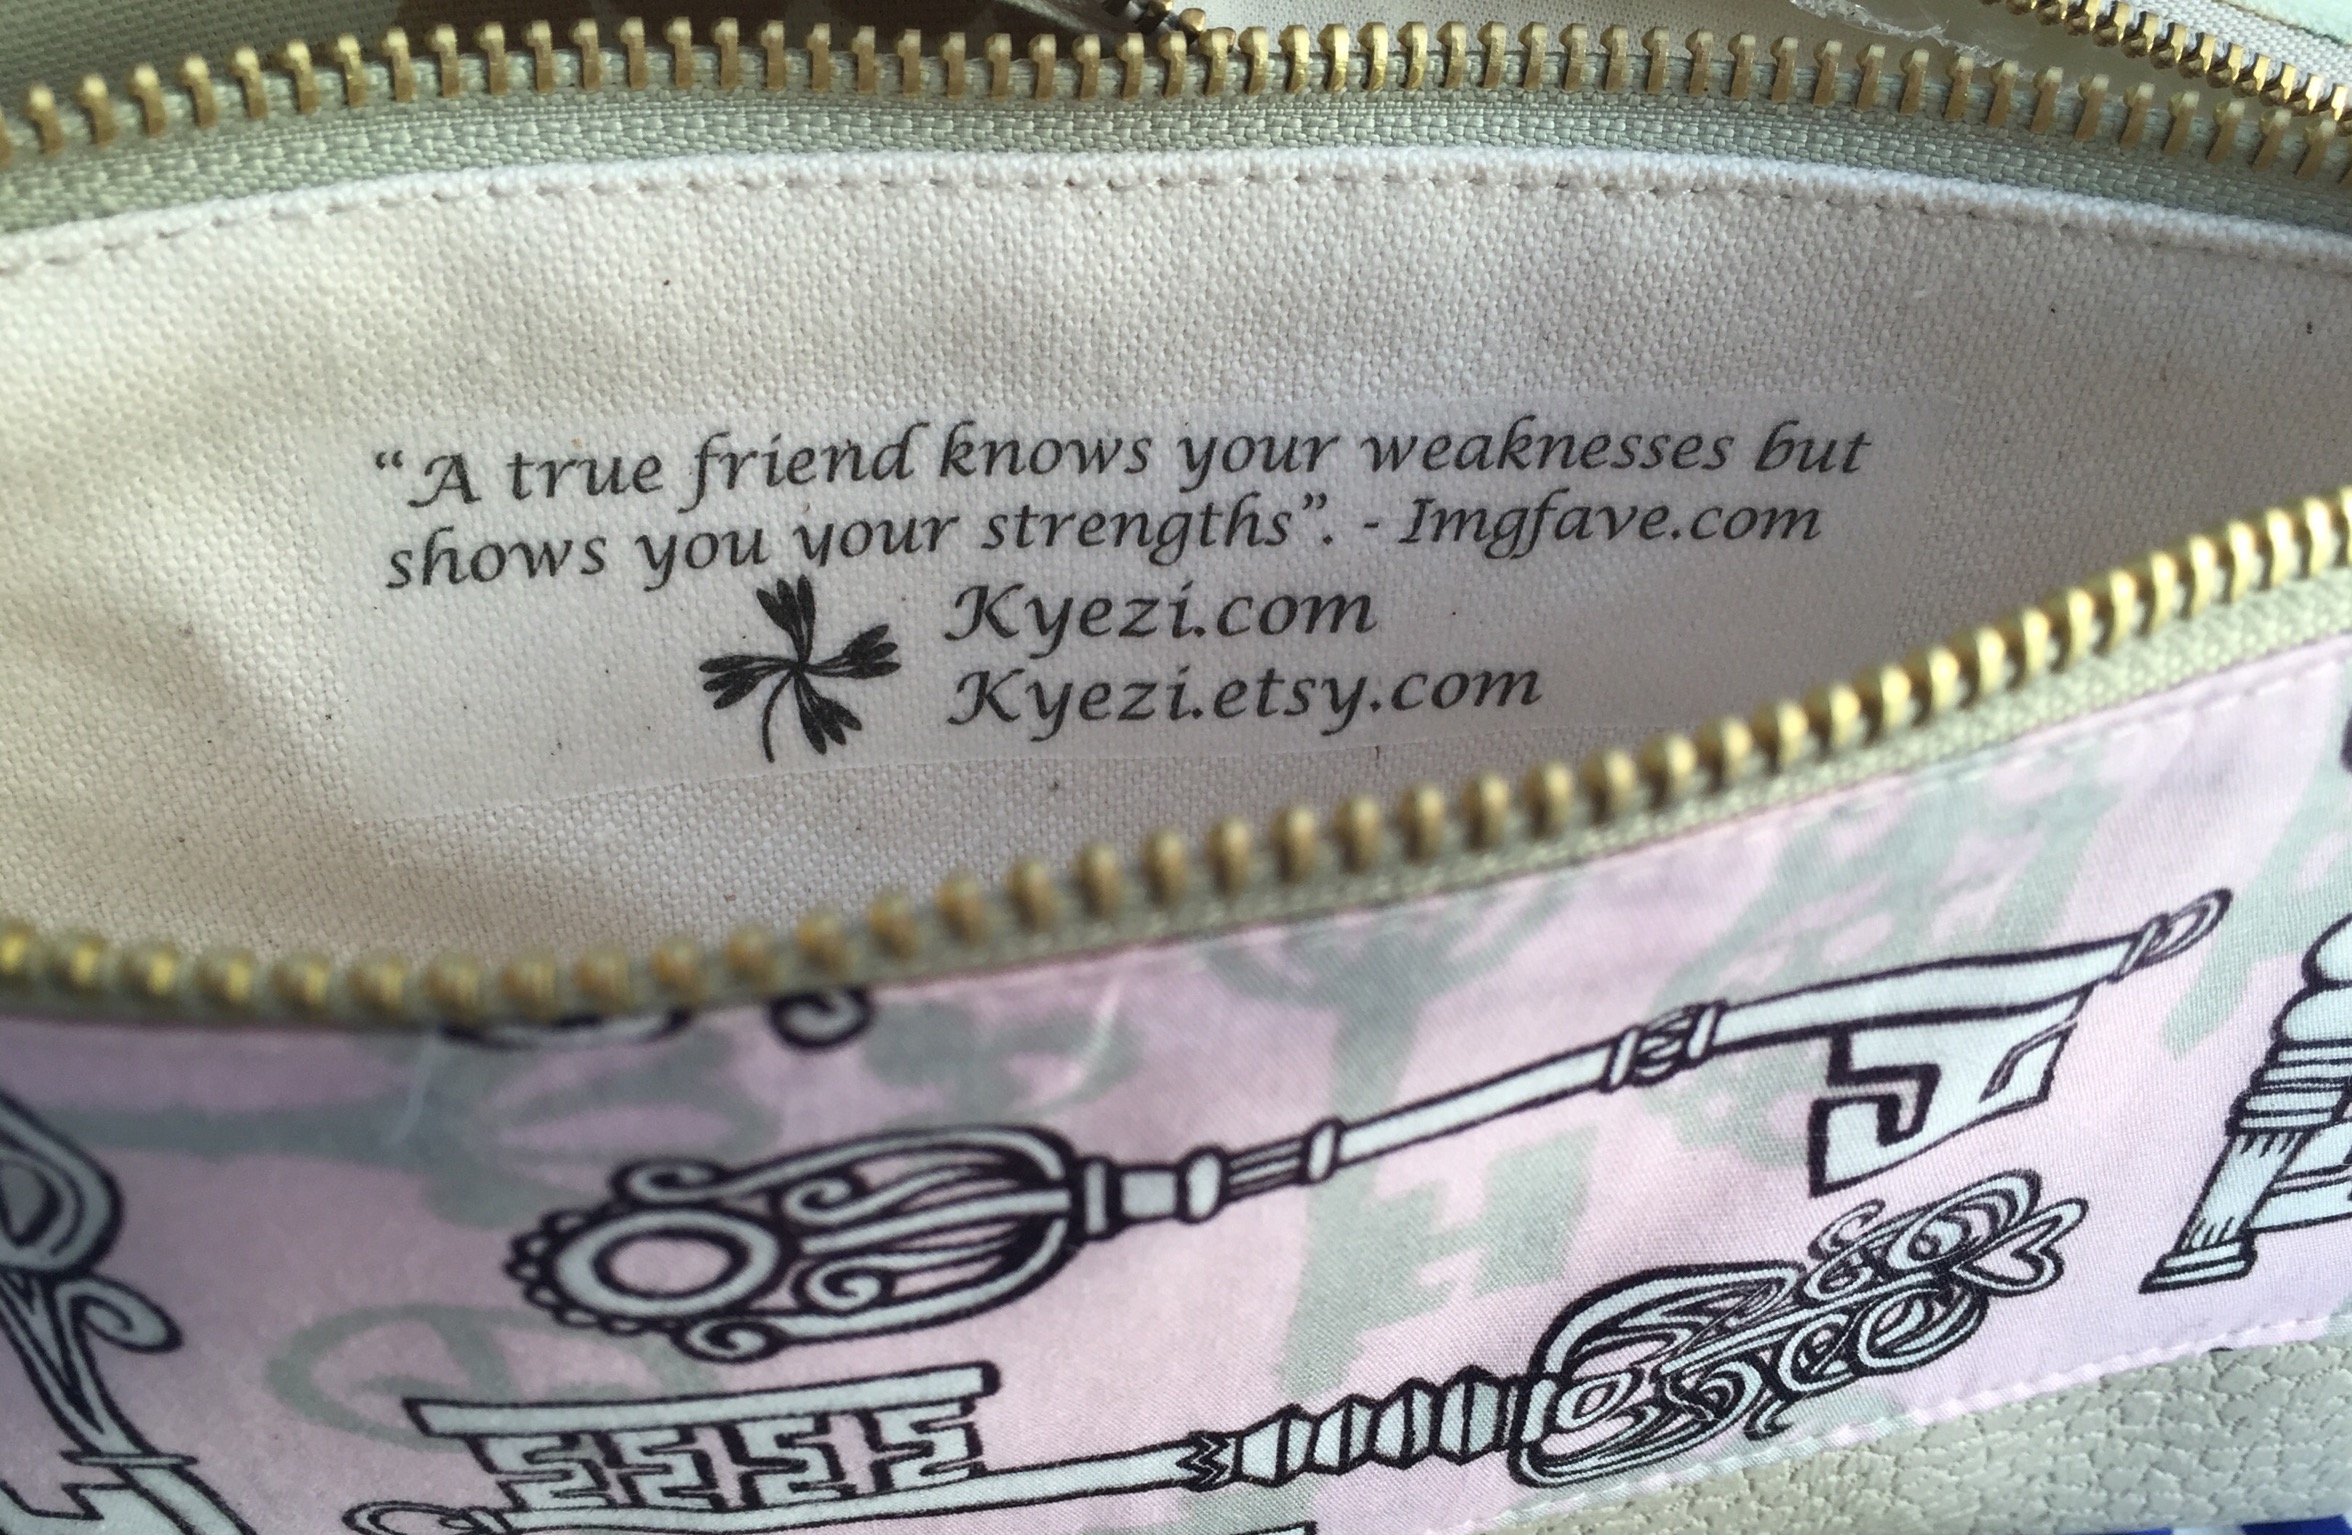 “A true friend knows your weaknesses but
shows you your strengths”. - Imgfave.com
Kyezi.com
Kyezi.etsy.com